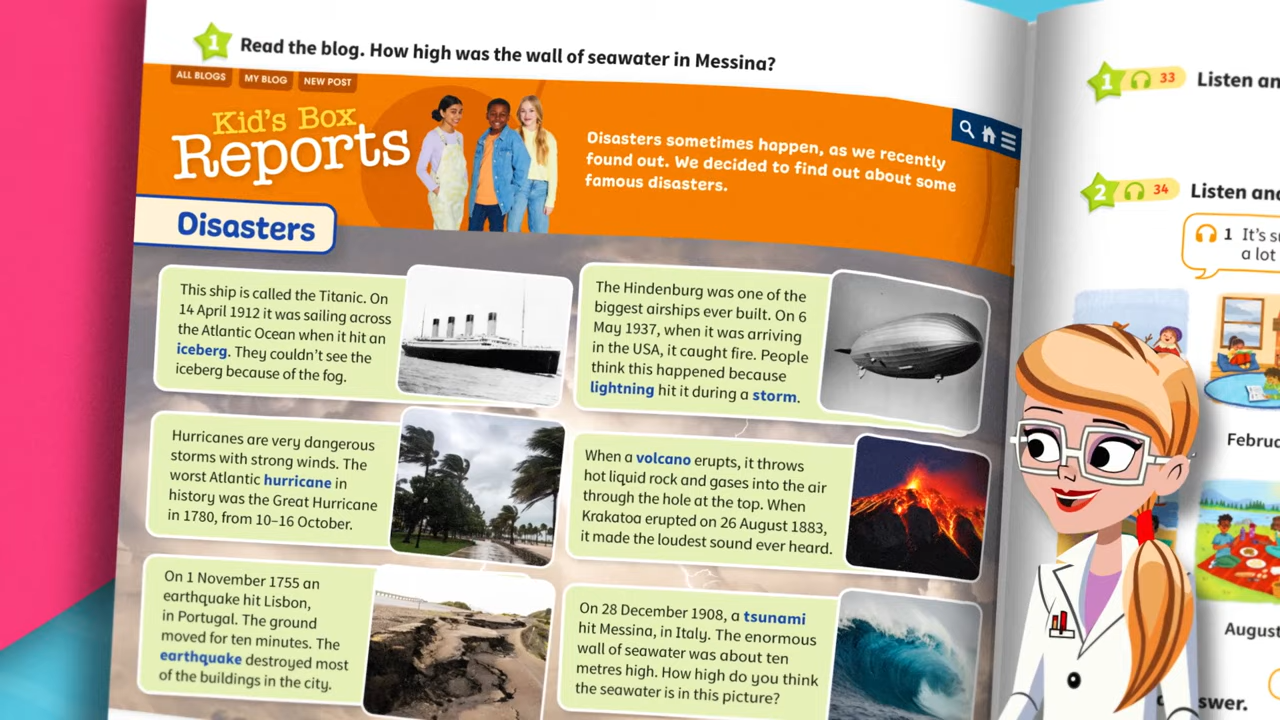 1 Read the blog. How high was the wall of seawater in Messina?
ALL BLOGS
MY BLOG
NEW POST
Kid's Box
Reports
Disasters sometimes happen, as we recently
found out. We decided to find out about some
famous disasters.
Disasters
This ship is called the Titanic. On
14 April 1912 it was sailing across
the Atlantic Ocean when it hit an
iceberg. They couldn't see the
iceberg because of the fog.
The Hindenburg was one of the
biggest airships ever built. On 6
May 1937, when it was arriving
in the USA, it caught fire. People
think this happened because
lightning hit it during a storm.
Hurricanes are very dangerous
storms with strong winds. The
worst Atlantic hurricane in
history was the Great Hurricane
in 1780, from 10–16 October.
When a volcano erupts, it throws
hot liquid rock and gases into the air
through the hole at the top. When
Krakatoa erupted on 26 August 1883,
it made the loudest sound ever heard.
On 1 November 1755 an
earthquake hit Lisbon,
in Portugal. The ground
moved for ten minutes. The
earthquake destroyed most
of the buildings in the city.
On 28 December 1908, a tsunami
hit Messina, in Italy. The enormous
wall of seawater was about ten
metres high. How high do you think
the seawater is in this picture?
1 33 Listen an
2 34 Listen and
1 It's
a lot
Februa
August
swer.